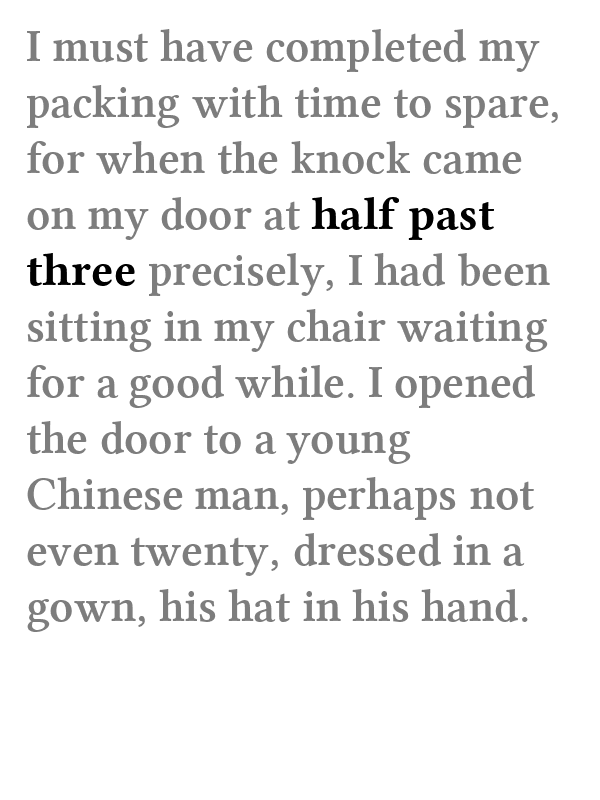 I must have completed my
packing with time to spare,
for when the knock came
on my door at half past
three precisely, I had been
sitting in my chair waiting
for a good while. I opened
the door to a young
Chinese man, perhaps not
even twenty, dressed in a
gown, his hat in his hand.